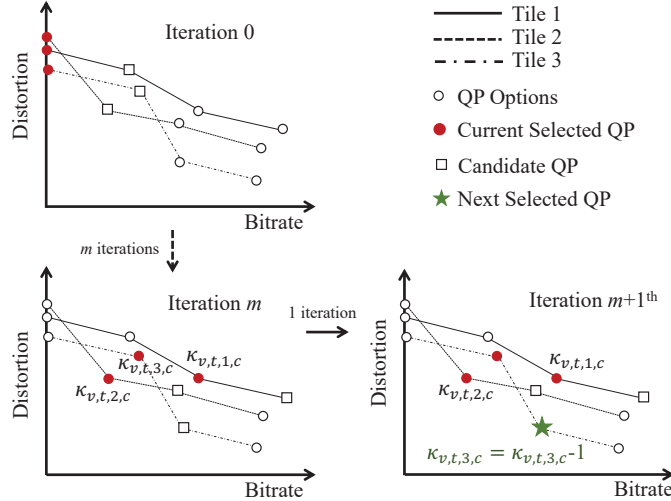 Iteration 0
Distortion
Bitrate
Tile 1
Tile 2
Tile 3
QP Options
Current Selected QP
Candidate QP
Next Selected QP
m iterations
Iteration m
Distortion
κv,t,1,c
κv,t,3,c
κv,t,2,c
Bitrate
1 iteration
Iteration m+1th
Distortion
κv,t,1,c
κv,t,2,c
κv,t,3,c = κv,t,3,c-1
Bitrate